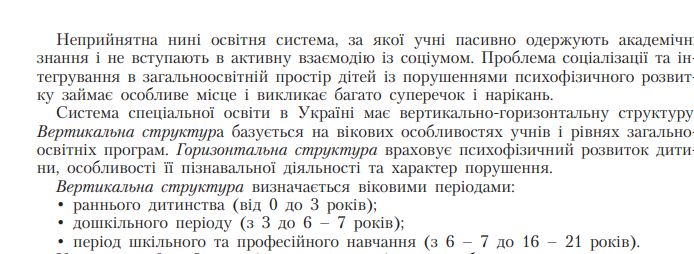 Неприйнятна нині освітня система, за якої учні пасивно одержують академічн
знання і не вступають в активну взаємодію із соціумом. Проблема соціалізації та ін-
тегрування в загальноосвітній простір дітей із порушеннями психофізичного розвит-
ку займає особливе місце і викликає багато суперечок і нарікань.
Система спеціальної освіти в Україні має вертикально-горизонтальну структуру
Вертикальна структура базується на вікових особливостях учнів і рівнях загально-
освітніх програм. Горизонтальна структура враховує психофізичний розвиток дити-
ни, особливості її пізнавальної діяльності та характер порушення.
Вертикальна структура визначається віковими періодами:
• раннього дитинства (від 0 до 3 років);
• дошкільного періоду (з 3 до 6 – 7 років);
• період шкільного та професійного навчання (з 6 – 7 до 16 – 21 років).